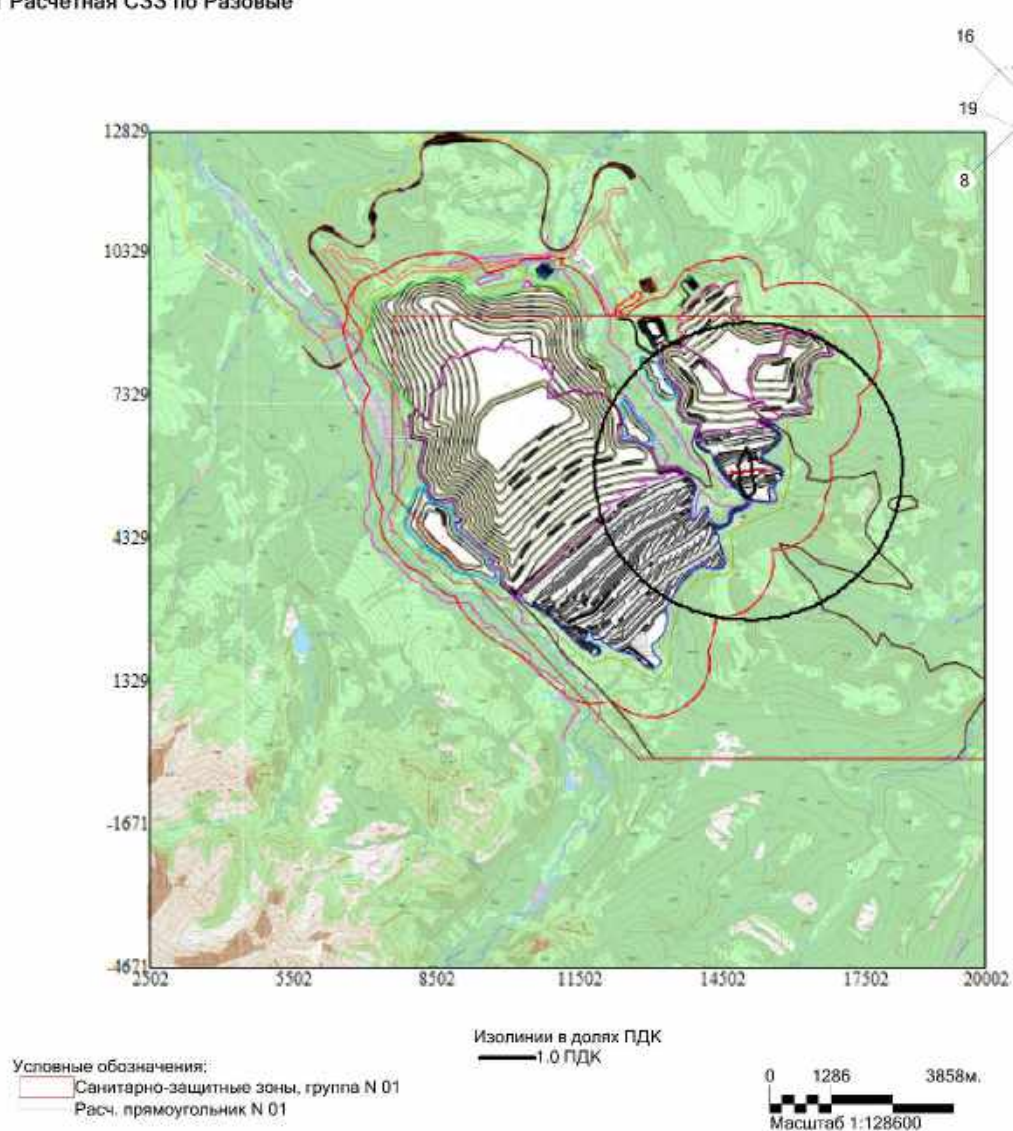 Расчетная СЗЗ по Разовые
16
19
8
12829
10329
7329
4329
1329
-1671
-4671
2502 5502 8502 11502 14502 17502 20002
Изолинии в долях ПДК
1.0 ПДК
Условные обозначения:
Санитарно-защитные зоны, группа N 01
Расч. прямоугольник N 01
0 1286 3858м.
Масштаб 1:128600